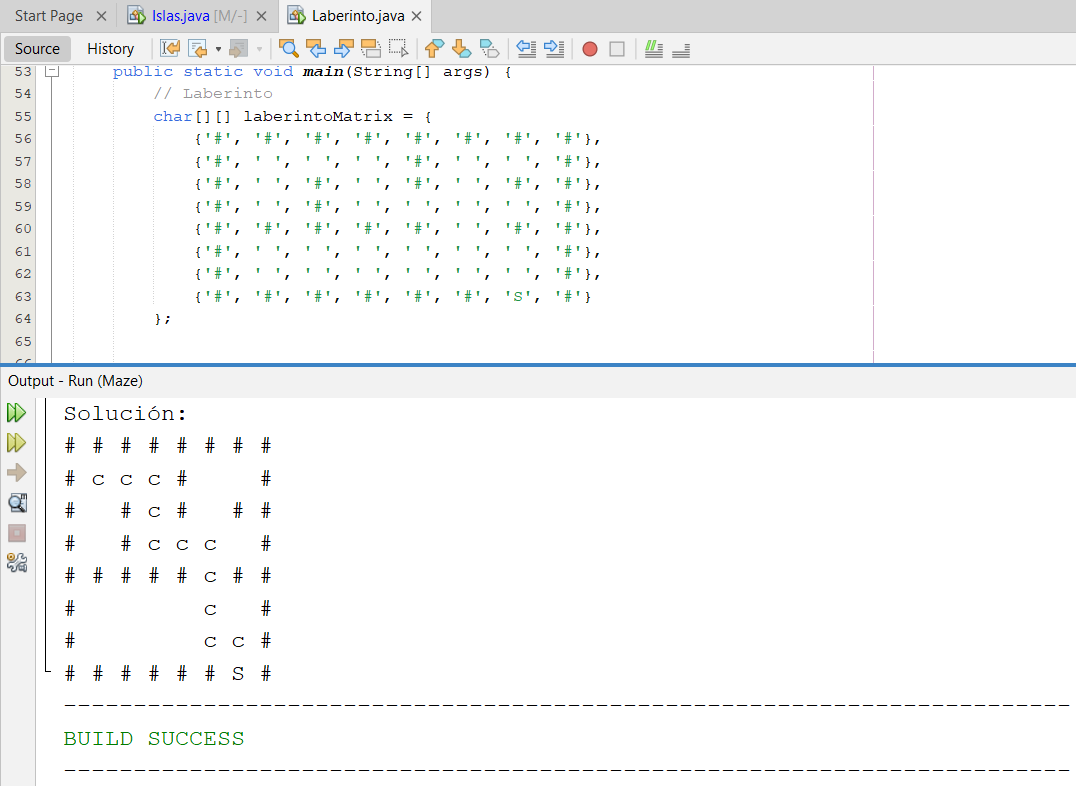 Start Page Islas.java [M/-] Laberinto.java
Source History
53 public static void main(String[] args) {
54 // Laberinto
55 char[][] laberintoMatrix = {
56 {'#', '#', '#', '#', '#', '#', '#', '#'},
57 {'#', ' ', ' ', ' ', '#', ' ', ' ', '#'},
58 {'#', ' ', '#', ' ', '#', ' ', '#', '#'},
59 {'#', ' ', '#', ' ', ' ', ' ', ' ', '#'},
60 {'#', '#', '#', '#', '#', ' ', '#', '#'},
61 {'#', ' ', ' ', ' ', ' ', ' ', ' ', '#'},
62 {'#', ' ', ' ', ' ', ' ', ' ', ' ', '#'},
63 {'#', '#', '#', '#', '#', '#', 'S', '#'}
64 };
65
Output - Run (Maze)
Solución:
# # # # # # # #
# c c c #     #
#   # c #   # #
#   # c c c   #
# # # # # c # #
#         c   #
#         c c #
# # # # # # S #
------------------------------------------------------------------------
BUILD SUCCESS
------------------------------------------------------------------------